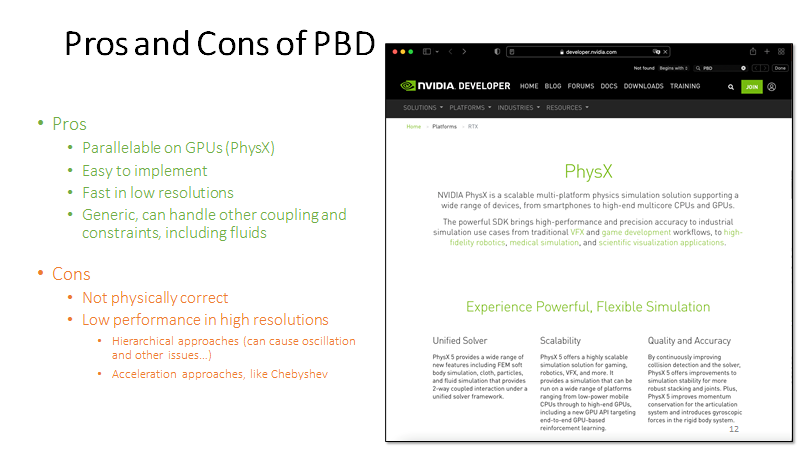 Pros and Cons of PBD
• Pros
• Parallelable on GPUs (PhysX)
• Easy to implement
• Fast in low resolutions
• Generic, can handle other coupling and
constraints, including fluids
• Cons
• Not physically correct
• Low performance in high resolutions
• Hierarchical approaches (can cause oscillation
and other issues…)
• Acceleration approaches, like Chebyshev
developer.nvidia.com
Not found Begins with PBD Done
NVIDIA. DEVELOPER HOME BLOG FORUMS DOCS DOWNLOADS TRAINING JOIN
SOLUTIONS PLATFORMS INDUSTRIES RESOURCES
Home Platforms RTX
PhysX
NVIDIA PhysX is a scalable multi-platform physics simulation solution supporting a
wide range of devices, from smartphones to high-end multicore CPUs and GPUs.
The powerful SDK brings high-performance and precision accuracy to industrial
simulation use cases from traditional VFX and game development workflows, to high-
fidelity robotics, medical simulation, and scientific visualization applications.
Experience Powerful, Flexible Simulation
Unified Solver
PhysX 5 provides a wide range of
new features including FEM soft
body simulation, cloth, particles,
and fluid simulation that provides
2-way coupled interaction under a
unified solver framework.
Scalability
PhysX 5 offers a highly scalable
simulation solution for gaming,
robotics, VFX, and more. It
provides a simulation that can be
run on a wide range of platforms
ranging from low-power mobile
CPUs through to high-end GPUs,
including a new GPU API targeting
end-to-end GPU-based
reinforcement learning.
Quality and Accuracy
By continuously improving
collision detection and the solver,
PhysX 5 offers improvements to
simulation stability for more
robust stacking and joints. Plus,
PhysX 5 improves momentum
conservation for the articulation
system and introduces gyroscopic
forces in the rigid body system.
12